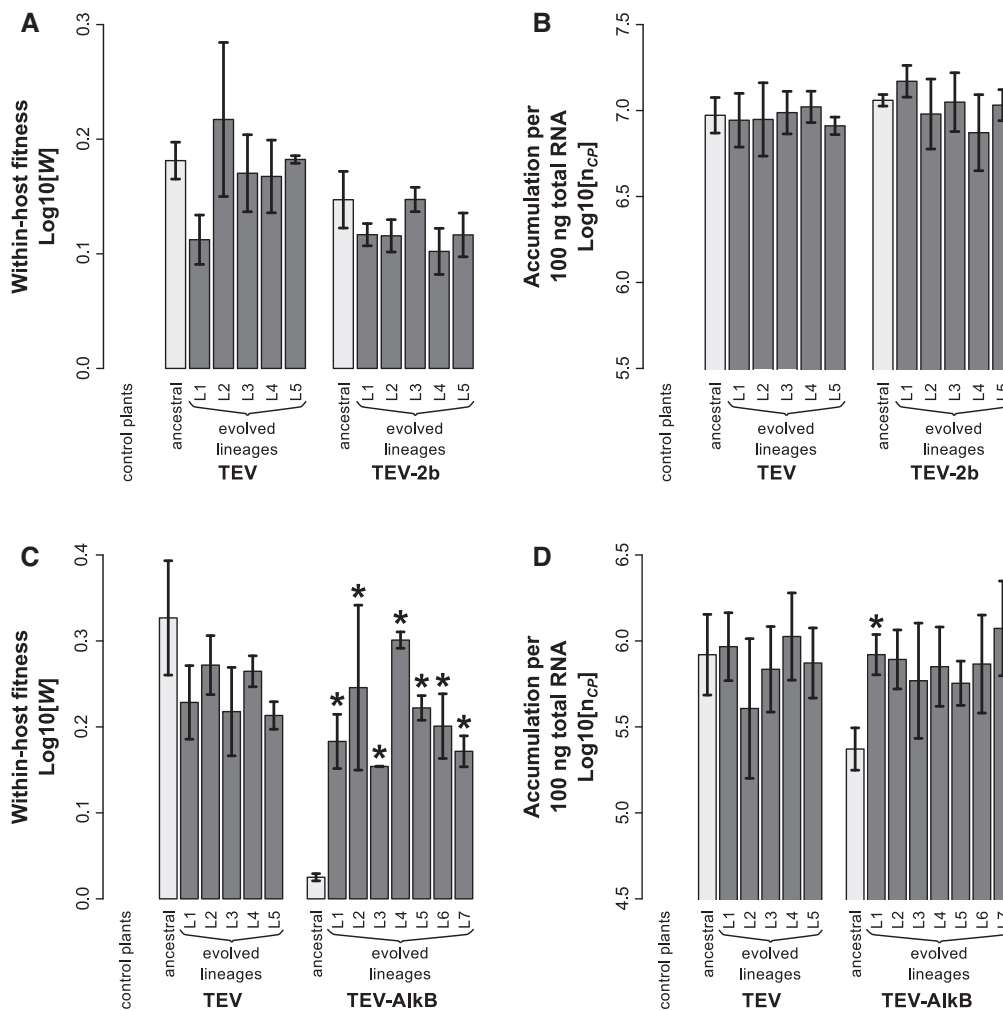 A
Within-host fitness
Log10[W]
0.0
0.1
0.2
0.3
control plants
ancestral
L1
L2
L3
L4
L5
evolved
lineages
TEV
ancestral
L1
L2
L3
L4
L5
evolved
lineages
TEV-2b
B
Accumulation per
100 ng total RNA
Log10[nCP]
5.5
6.0
6.5
7.0
7.5
control plants
ancestral
L1
L2
L3
L4
L5
evolved
lineages
TEV
ancestral
L1
L2
L3
L4
L5
evolved
lineages
TEV-2b
C
Within-host fitness
Log10[W]
0.0
0.1
0.2
0.3
0.4
* * * * * * *
control plants
ancestral
L1
L2
L3
L4
L5
evolved
lineages
TEV
ancestral
L1
L2
L3
L4
L5
L6
L7
evolved
lineages
TEV-AlkB
D
Accumulation per
100 ng total RNA
Log10[nCP]
4.5
5.0
5.5
6.0
6.5
*
control plants
ancestral
L1
L2
L3
L4
L5
evolved
lineages
TEV
ancestral
L1
L2
L3
L4
L5
L6
L7
evolved
lineages
TEV-AlkB